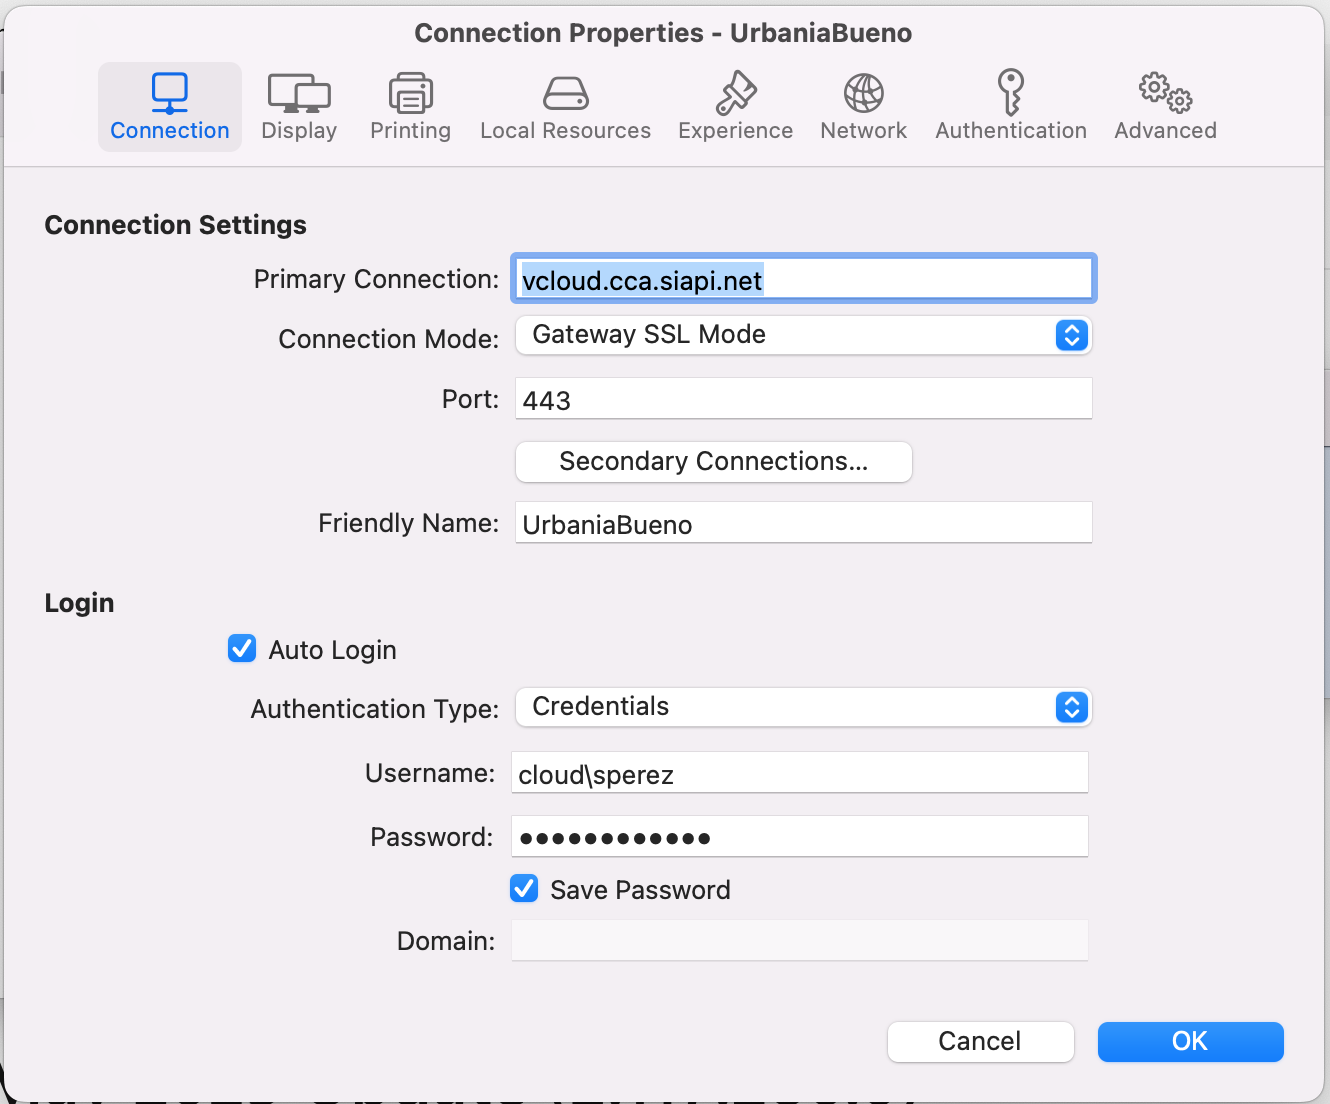 Connection Properties - UrbaniaBueno
Connection Display Printing Local Resources Experience Network Authentication Advanced
Connection Settings
Primary Connection: vcloud.cca.siapi.net
Connection Mode: Gateway SSL Mode
Port: 443
Secondary Connections...
Friendly Name: UrbaniaBueno
Login
Auto Login
Authentication Type: Credentials
Username: cloud\sperez
Password: ••••••••••••
Save Password
Domain:
Cancel OK